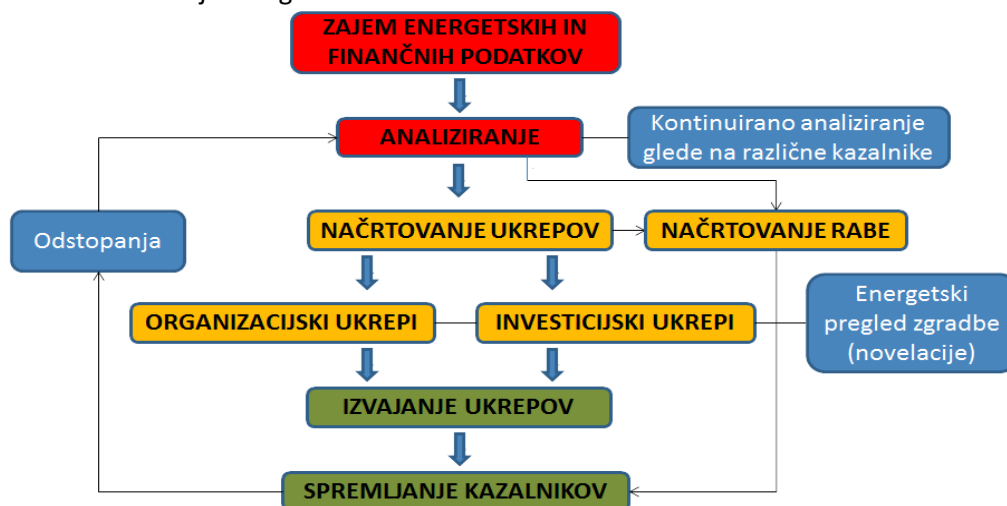 ZAJEM ENERGETSKIH IN
FINANČNIH PODATKOV
ANALIZIRANJE
Kontinuirano analiziranje
glede na različne kazalnike
Odstopanja
NAČRTOVANJE UKREPOV
NAČRTOVANJE RABE
ORGANIZACIJSKI UKREPI
INVESTICIJSKI UKREPI
Energetski
pregled zgradbe
(novelacije)
IZVAJANJE UKREPOV
SPREMLJANJE KAZALNIKOV